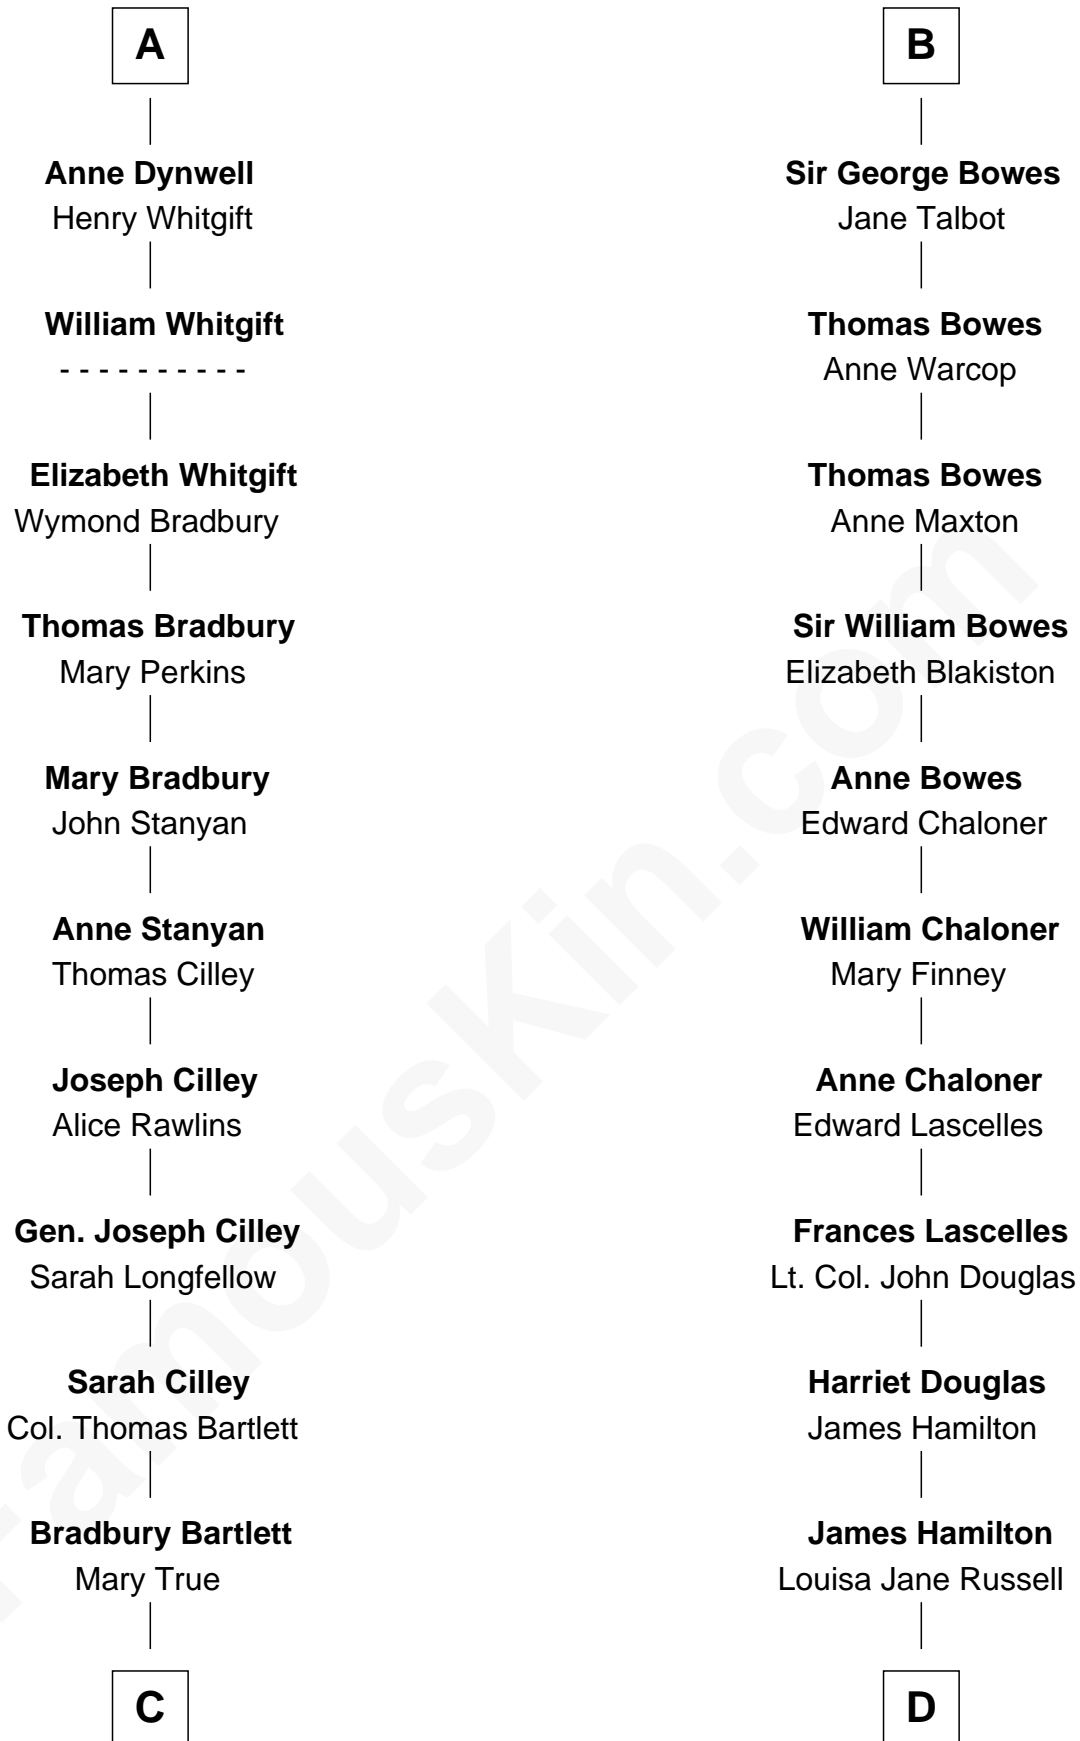 A
Anne Dynwell
Henry Whitgift
William Whitgift
- - - - - - - - - -
Elizabeth Whitgift
Wymond Bradbury
Thomas Bradbury
Mary Perkins
Mary Bradbury
John Stanyan
Anne Stanyan
Thomas Cilley
Joseph Cilley
Alice Rawlins
Gen. Joseph Cilley
Sarah Longfellow
Sarah Cilley
Col. Thomas Bartlett
Bradbury Bartlett
Mary True
C
B
Sir George Bowes
Jane Talbot
Thomas Bowes
Anne Warcop
Thomas Bowes
Anne Maxton
Sir William Bowes
Elizabeth Blakiston
Anne Bowes
Edward Chaloner
William Chaloner
Mary Finney
Anne Chaloner
Edward Lascelles
Frances Lascelles
Lt. Col. John Douglas
Harriet Douglas
James Hamilton
James Hamilton
Louisa Jane Russell
D
FamousKin.com